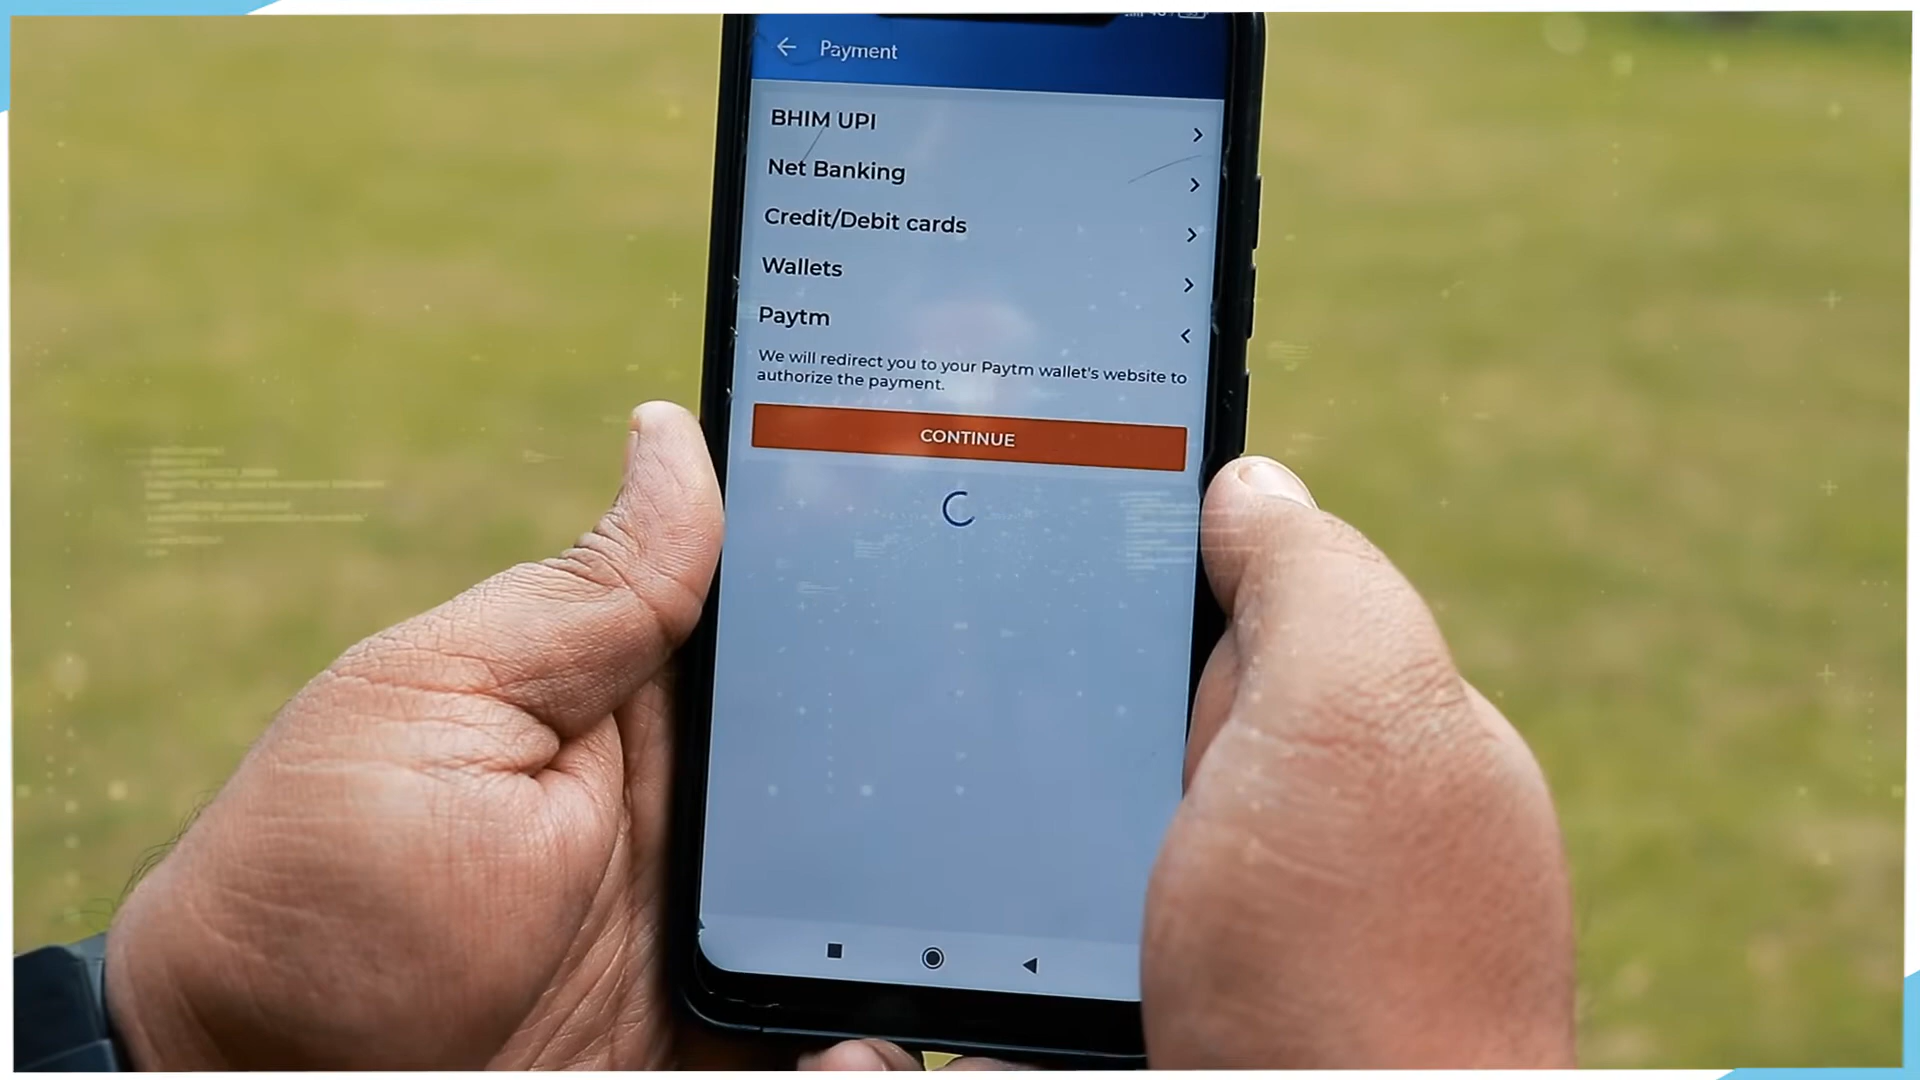 Payment
BHIM UPI
Net Banking
Credit/Debit cards
Wallets
Paytm
We will redirect you to your Paytm wallet's website to
authorize the payment.
CONTINUE